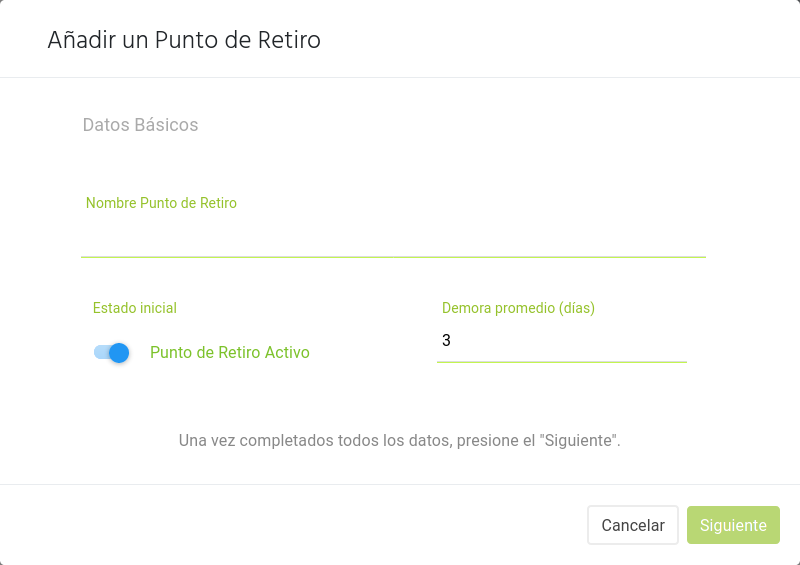 Añadir un Punto de Retiro
Datos Básicos
Nombre Punto de Retiro
Estado inicial
Demora promedio (días)
3
Punto de Retiro Activo
Una vez completados todos los datos, presione el "Siguiente".
Cancelar
Siguiente